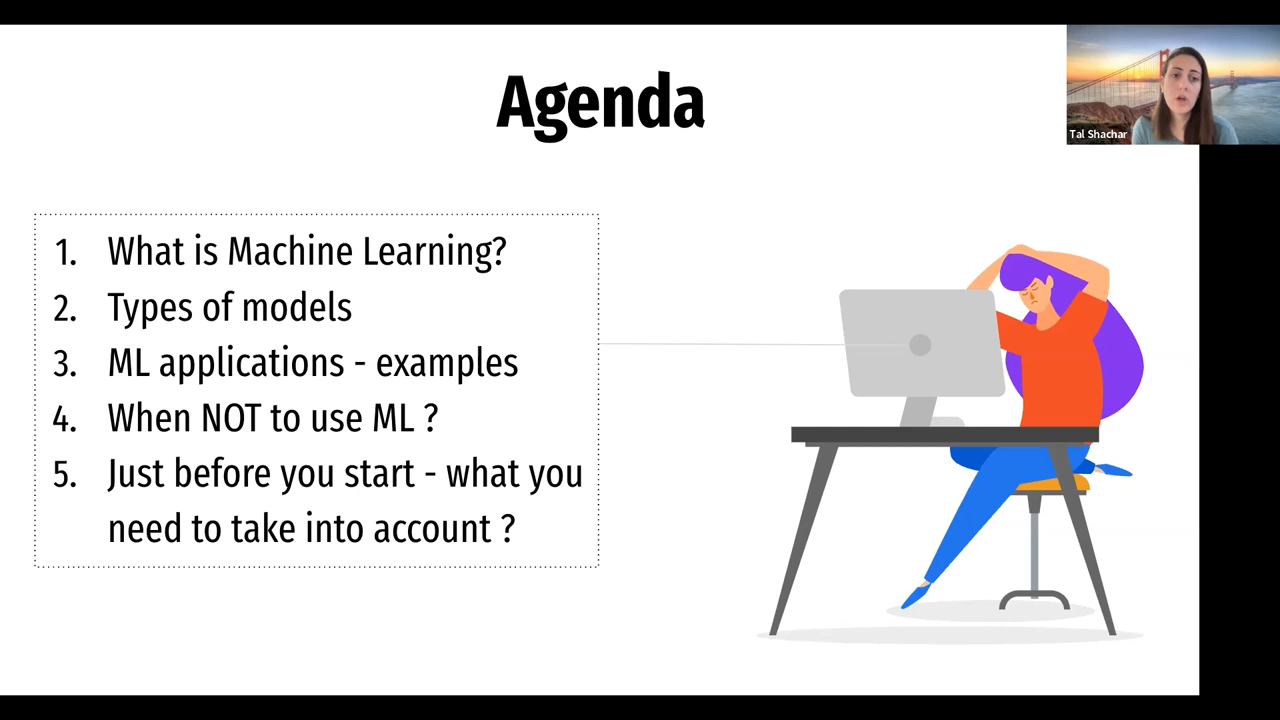 Agenda
Tal Shachar
1. What is Machine Learning?
2. Types of models
3. ML applications - examples
4. When NOT to use ML ?
5. Just before you start - what you
need to take into account ?